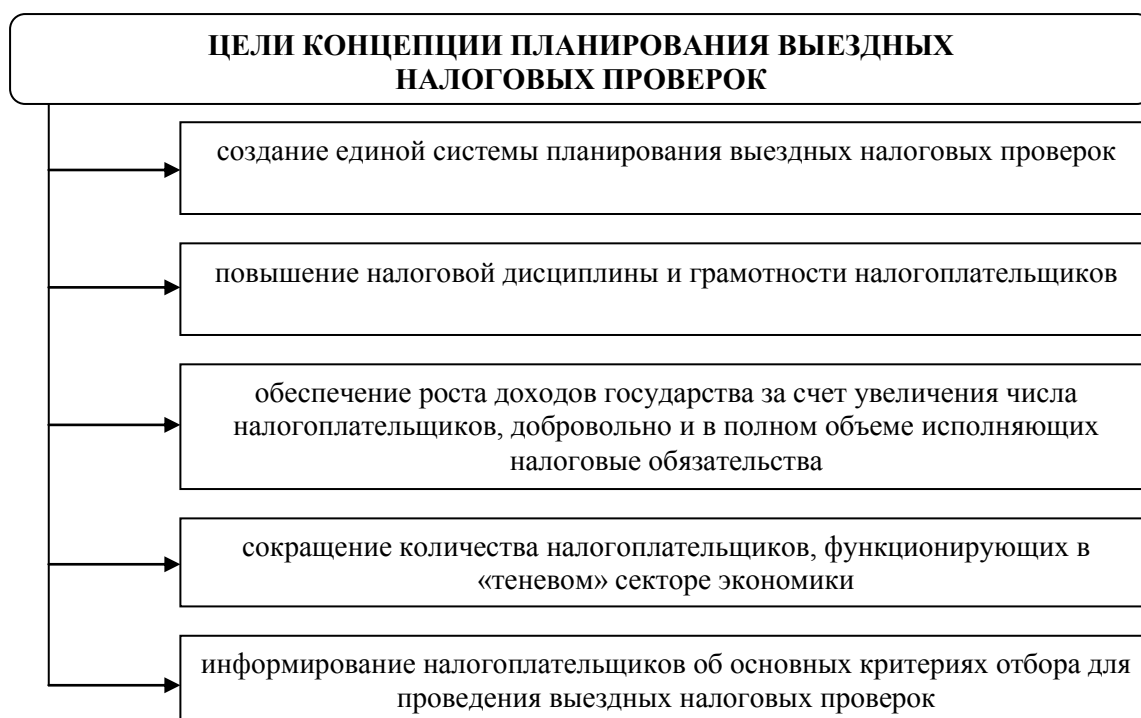 ЦЕЛИ КОНЦЕПЦИИ ПЛАНИРОВАНИЯ ВЫЕЗДНЫХ
НАЛОГОВЫХ ПРОВЕРОК
создание единой системы планирования выездных налоговых проверок
повышение налоговой дисциплины и грамотности налогоплательщиков
обеспечение роста доходов государства за счет увеличения числа
налогоплательщиков, добровольно и в полном объеме исполняющих
налоговые обязательства
сокращение количества налогоплательщиков, функционирующих в
«теневом» секторе экономики
информирование налогоплательщиков об основных критериях отбора для
проведения выездных налоговых проверок